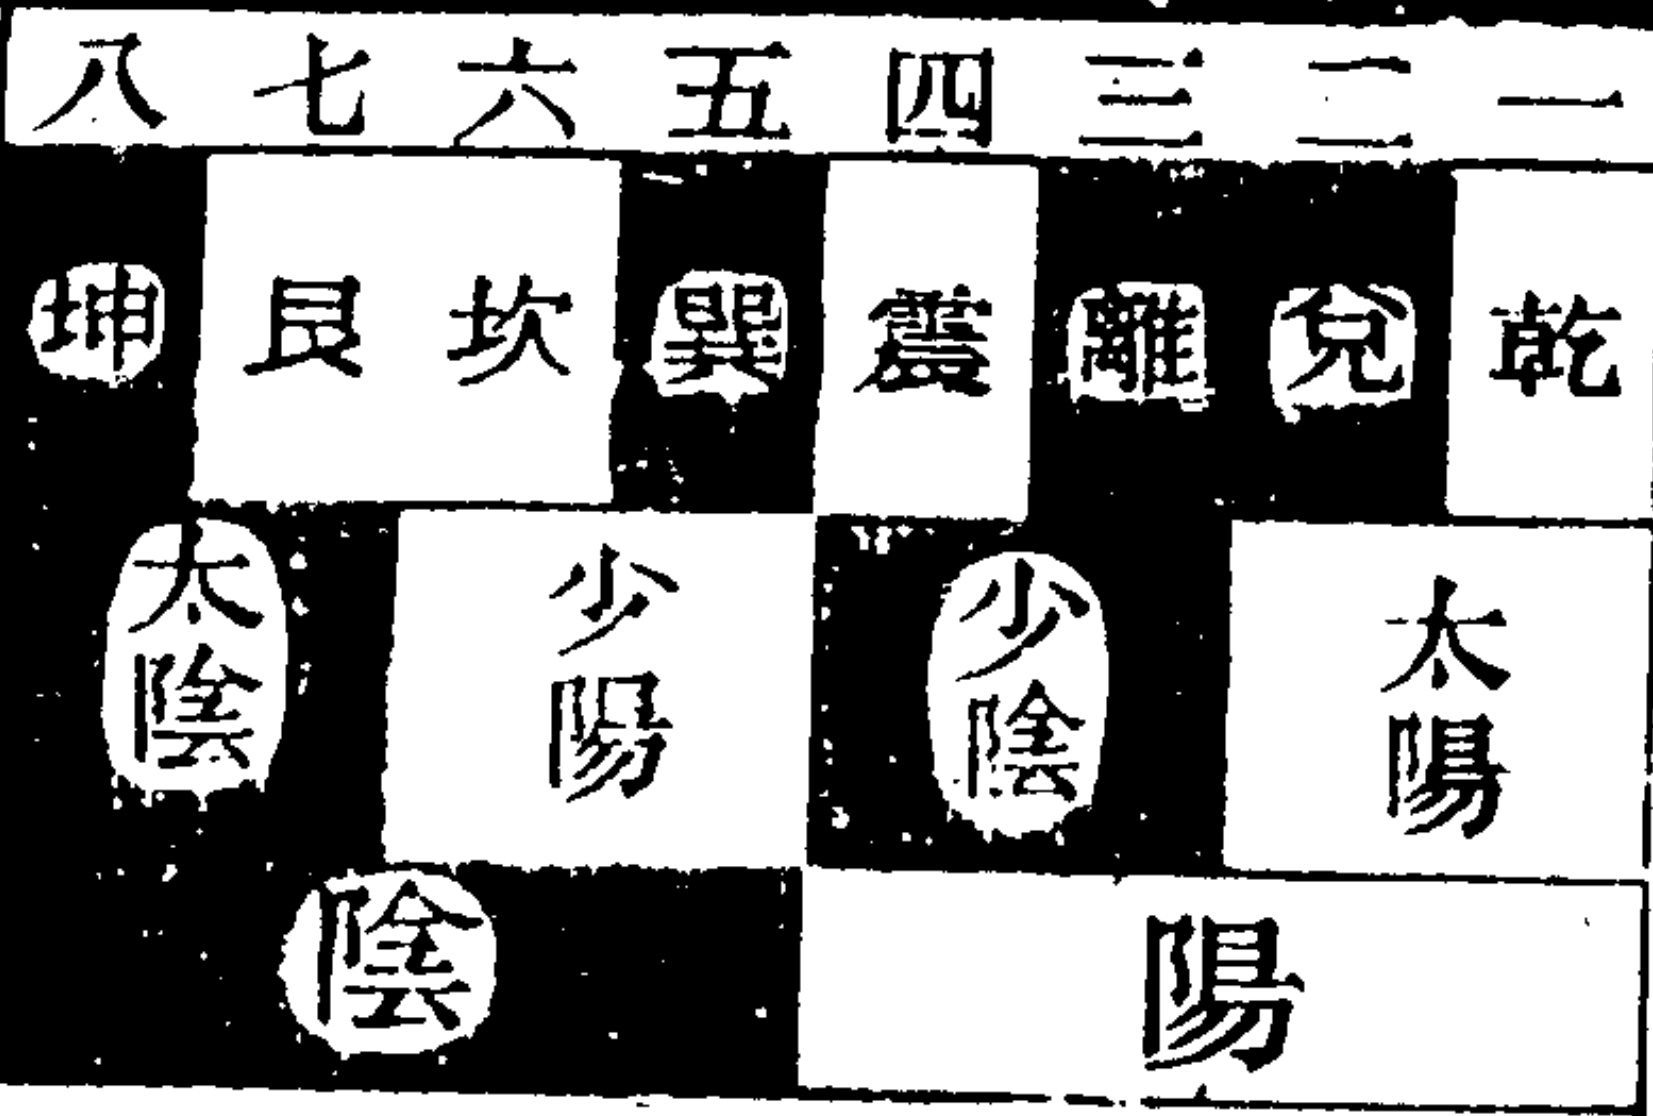 一 二 三 四 五 六 七 八
乾 兌 離 震 巽 坎 艮 坤
太陽 少陰 少陽 太陰
陽 陰